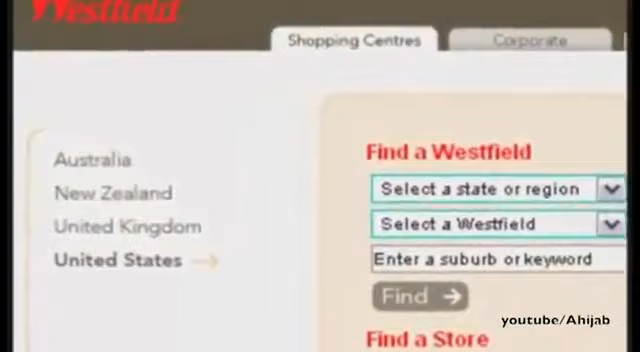 Westfield
Shopping Centres
Corporate
Australia
New Zealand
United Kingdom
United States
Find a Westfield
Select a state or region
Select a Westfield
Enter a suburb or keyword
Find
Find a Store
youtube/Ahijab